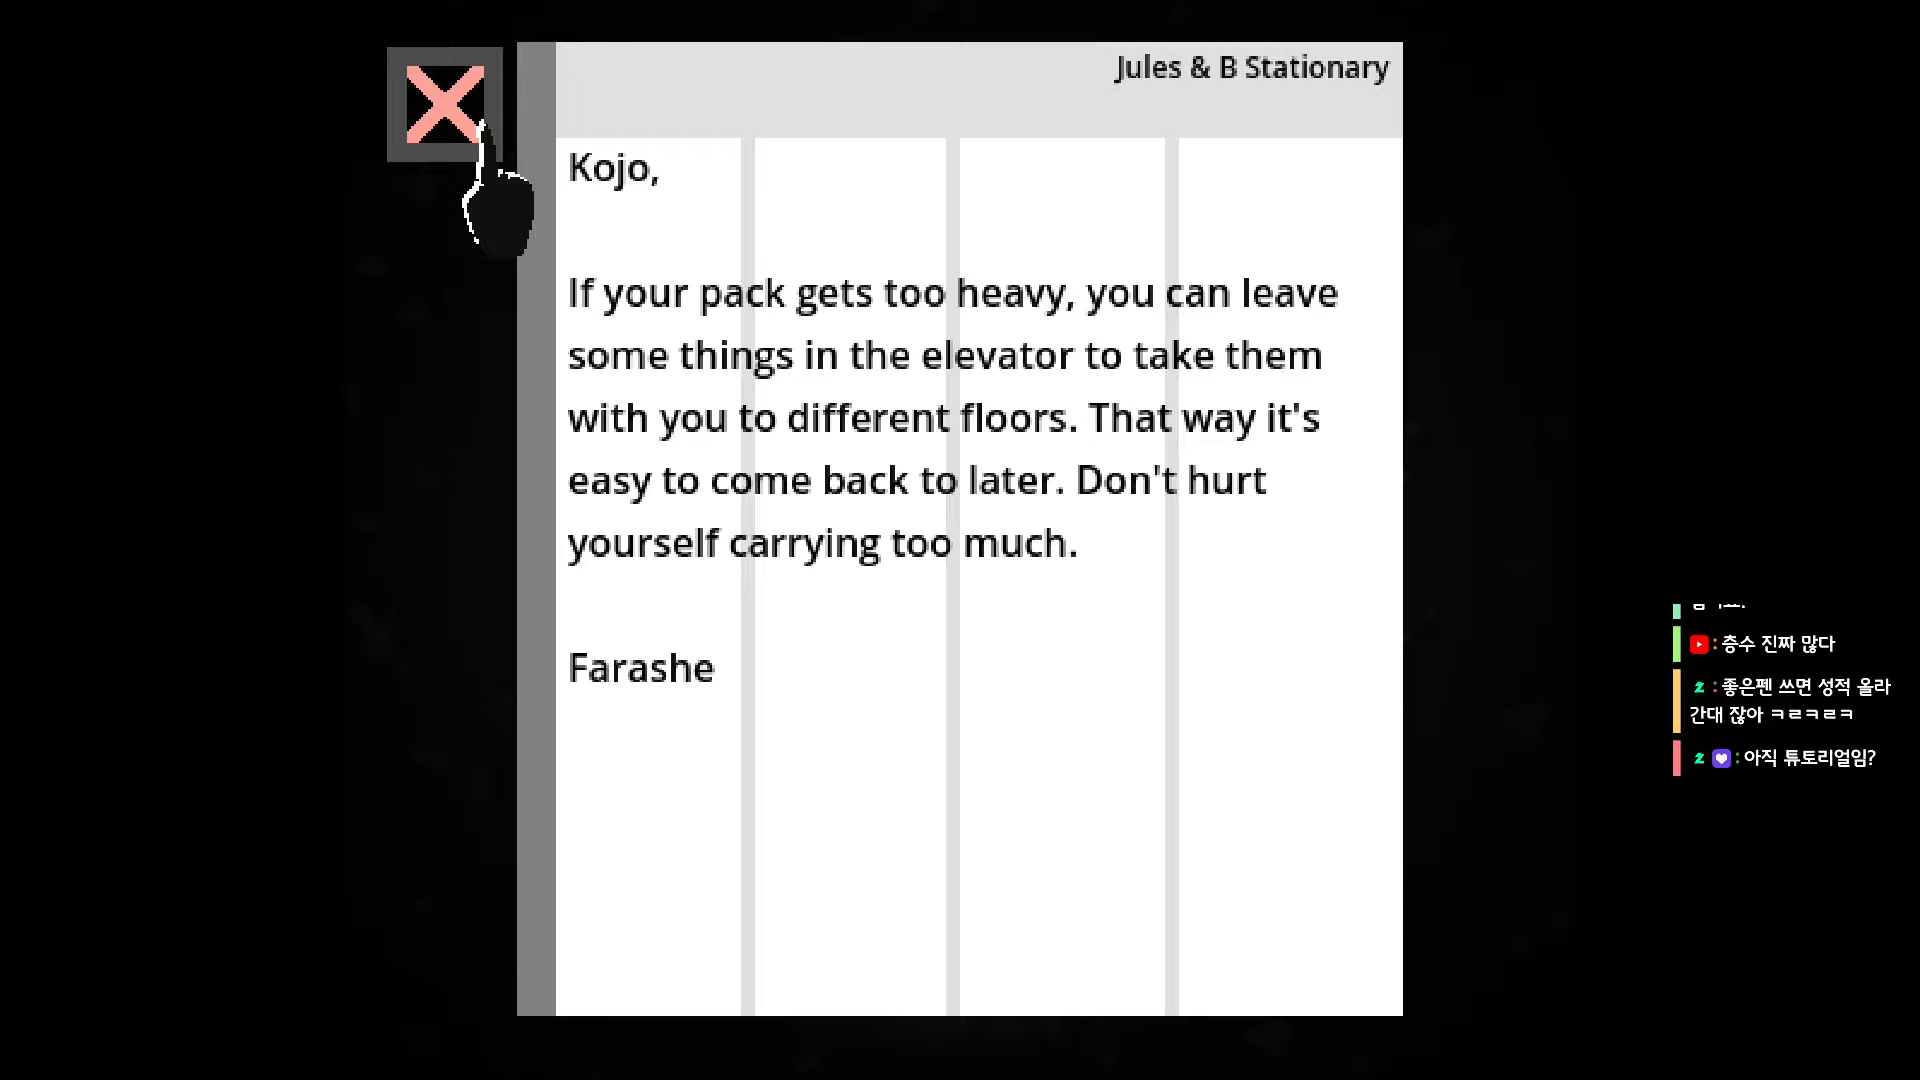 Jules & B Stationary
Kojo,
If your pack gets too heavy, you can leave
some things in the elevator to take them
with you to different floors. That way it's
easy to come back to later. Don't hurt
yourself carrying too much.
Farashe
: 층수 진짜 많다
: 좋은펜 쓰면 성적 올라
간대 잖아 ㅋㄹㅋㄹㅋ
: 아직 튜토리얼임?